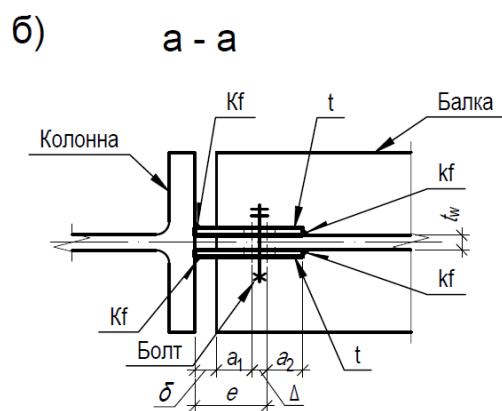 б) а - а
Kf t Балка
Колонна kf
tw
Kf kf
Болт a1 a2 t
δ e Δ